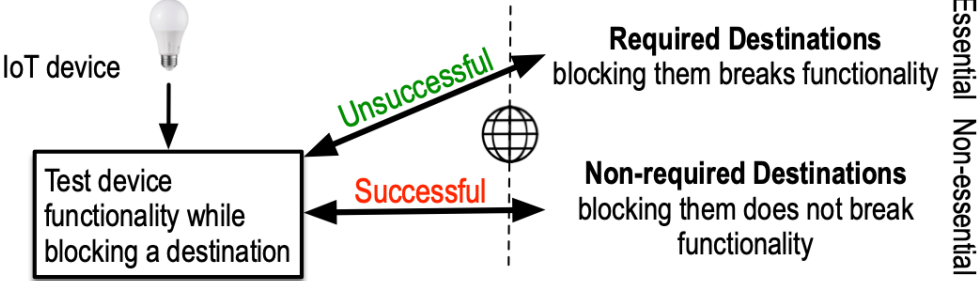 IoT device
Test device
functionality while
blocking a destination
Unsuccessful
Successful
Required Destinations
blocking them breaks functionality
Non-required Destinations
blocking them does not break
functionality
Essential
Non-essential